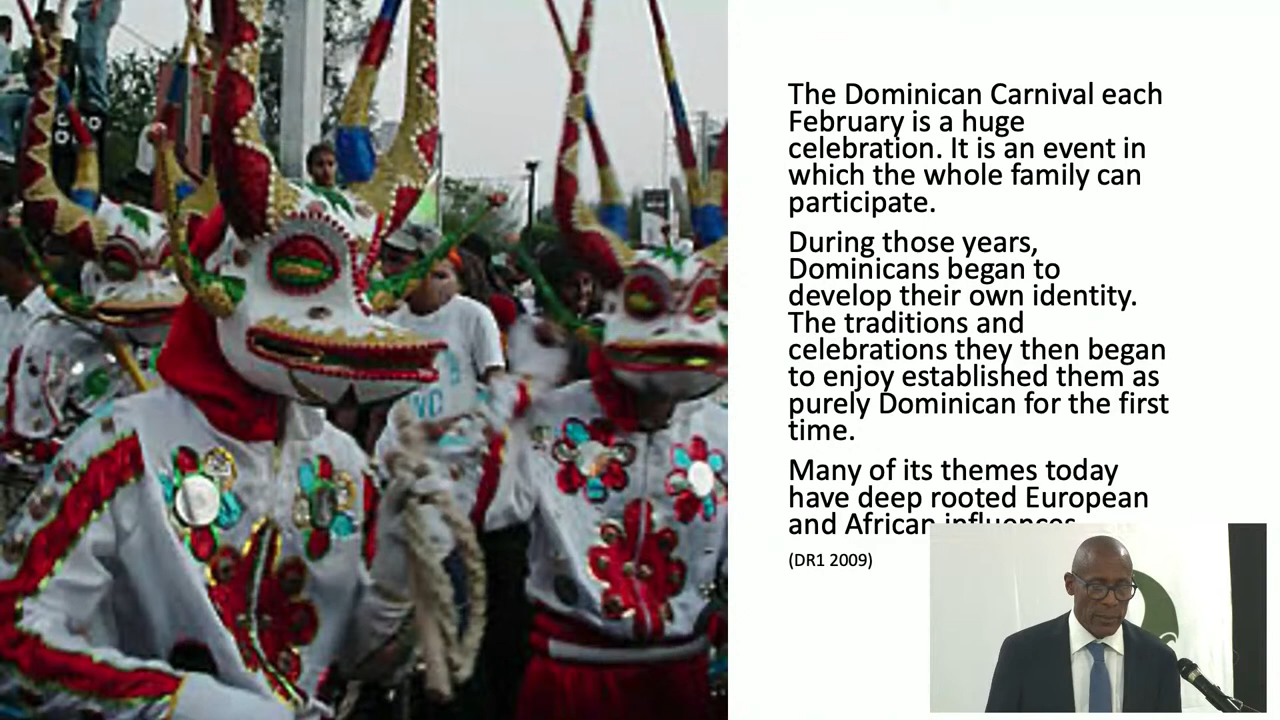 The Dominican Carnival each
February is a huge
celebration. It is an event in
which the whole family can
participate.
During those years,
Dominicans began to
develop their own identity.
The traditions and
celebrations they then began
to enjoy established them as
purely Dominican for the first
time.
Many of its themes today
have deep rooted European
and African influences
(DR1 2009)